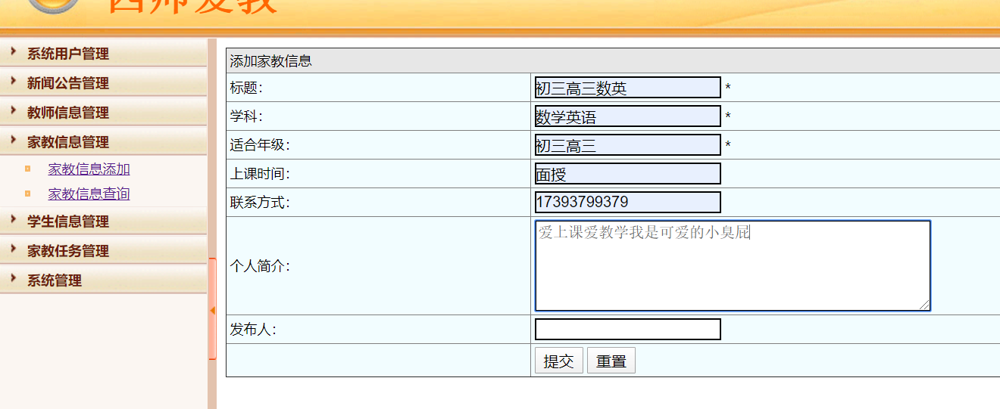 西师爱教
系统用户管理
新闻公告管理
教师信息管理
家教信息管理
家教信息添加
家教信息查询
学生信息管理
家教任务管理
系统管理
添加家教信息
标题： 初三高三数英 *
学科： 数学英语 *
适合年级： 初三高三 *
上课时间： 面授
联系方式： 17393799379
个人简介： 爱上课爱教学我是可爱的小臭屁
发布人：
提交 重置